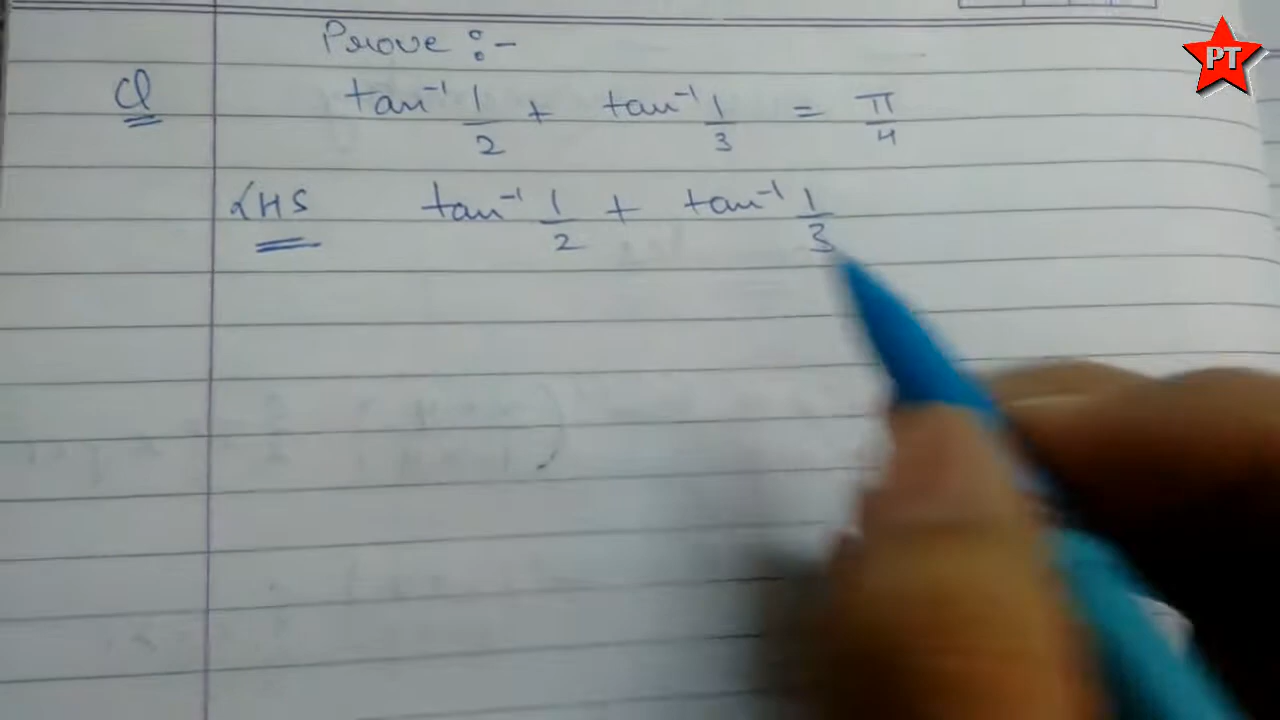 PT
Prove :-
Q tan⁻¹ 1/2 + tan⁻¹ 1/3 = π/4
LHS tan⁻¹ 1/2 + tan⁻¹ 1/3